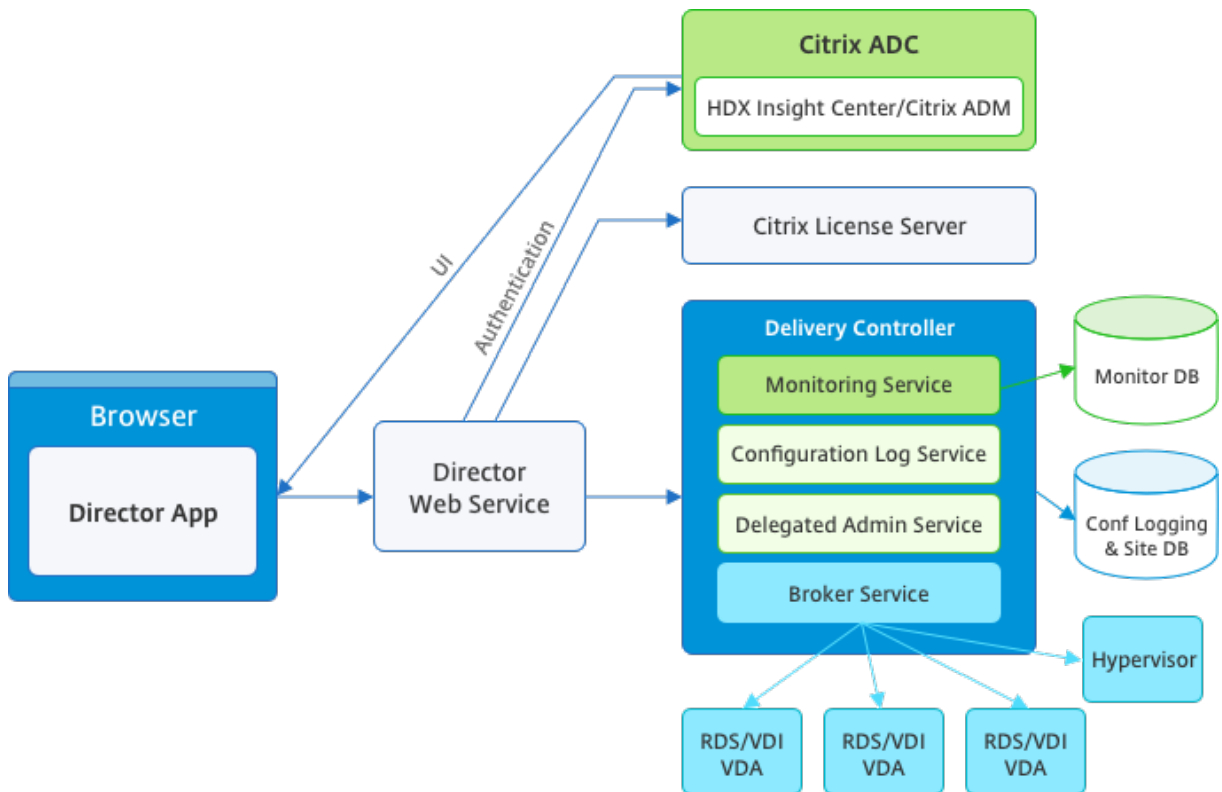 Citrix ADC
HDX Insight Center/Citrix ADM
UI
Authentication
Citrix License Server
Delivery Controller
Monitoring Service
Configuration Log Service
Delegated Admin Service
Broker Service
Monitor DB
Conf Logging
& Site DB
Browser
Director App
Director
Web Service
Hypervisor
RDS/VDI
VDA
RDS/VDI
VDA
RDS/VDI
VDA